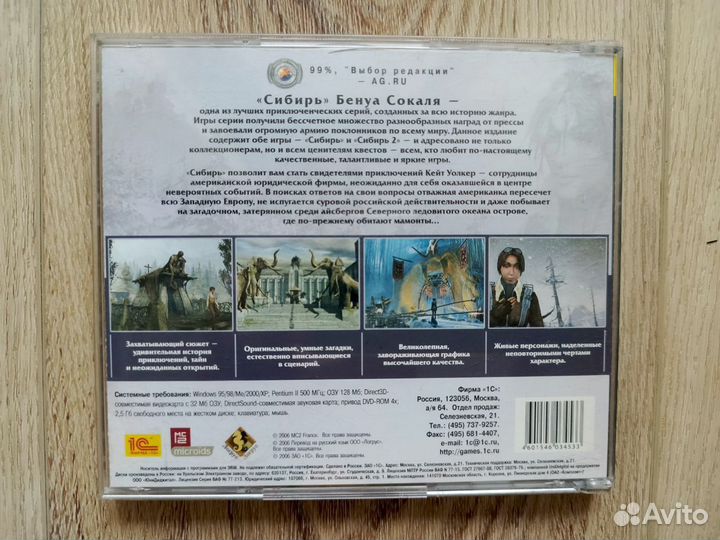 99%, "Выбор редакции"
— AG.RU
«Сибирь» Бенуа Сокаля —
одна из лучших приключенческих серий, созданных за всю историю жанра.
Игры серии получили бессчетное множество разнообразных наград от прессы
и завоевали огромную армию поклонников по всему миру. Данное издание
содержит обе игры — «Сибирь» и «Сибирь 2» — и адресовано не только
коллекционерам, но и всем ценителям квестов — всем, кто любит по-настоящему
качественные, талантливые и яркие игры.
«Сибирь» позволит вам стать свидетелями приключений Кейт Уолкер — сотрудницы
американской юридической фирмы, неожиданно для себя оказавшейся в центре
невероятных событий. В поисках ответов на свои вопросы отважная американка пересечет
всю Западную Европу, не испугается суровой российской действительности и даже побывает
на загадочном, затерянном среди айсбергов Северного ледовитого океана острове,
где по-прежнему обитают мамонты...
Захватывающий сюжет —
удивительная история
приключений, тайн
и неожиданных открытий.
Оригинальные, умные загадки,
естественно вписывающиеся
в сценарий.
Великолепная,
завораживающая графика
высочайшего качества.
Живые персонажи, наделенные
неповторимыми чертами
характера.
Системные требования: Windows 95/98/Me/2000/XP; Pentium II 500 МГц; ОЗУ 128 Мб; Direct3D-
совместимая видеокарта с 32 Мб ОЗУ, DirectSound-совместимая звуковая карта; привод DVD-ROM 4x;
2,5 Гб свободного места на жестком диске; клавиатура, мышь.
Фирма «1С»:
Россия, 123056, Москва,
а/я 64. Отдел продаж:
Селезневская, 21.
Тел: (495) 737-9257.
Факс: (495) 681-4407,
e-mail: 1c@1c.ru,
http://games.1c.ru
1С
ФИРМА «1С»
MC2
microids
© 2006 MC2 France. Все права защищены.
© 2006 Перевод на русский язык ООО «Логрус».
Все права защищены.
© 2006 ЗАО «1С». Все права защищены.
4601546034533
Avito